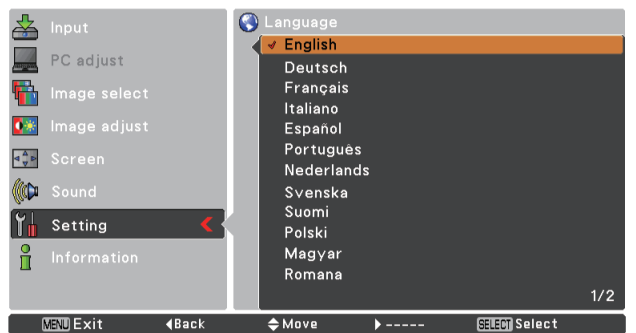 Input
PC adjust
Image select
Image adjust
Screen
Sound
Setting
Information
Language
English
Deutsch
Français
Italiano
Español
Português
Nederlands
Svenska
Suomi
Polski
Magyar
Romana
1/2
MENU Exit Back Move ----- SELECT Select